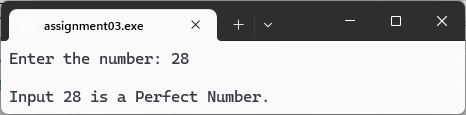 assignment03.exe
Enter the number: 28
Input 28 is a Perfect Number.